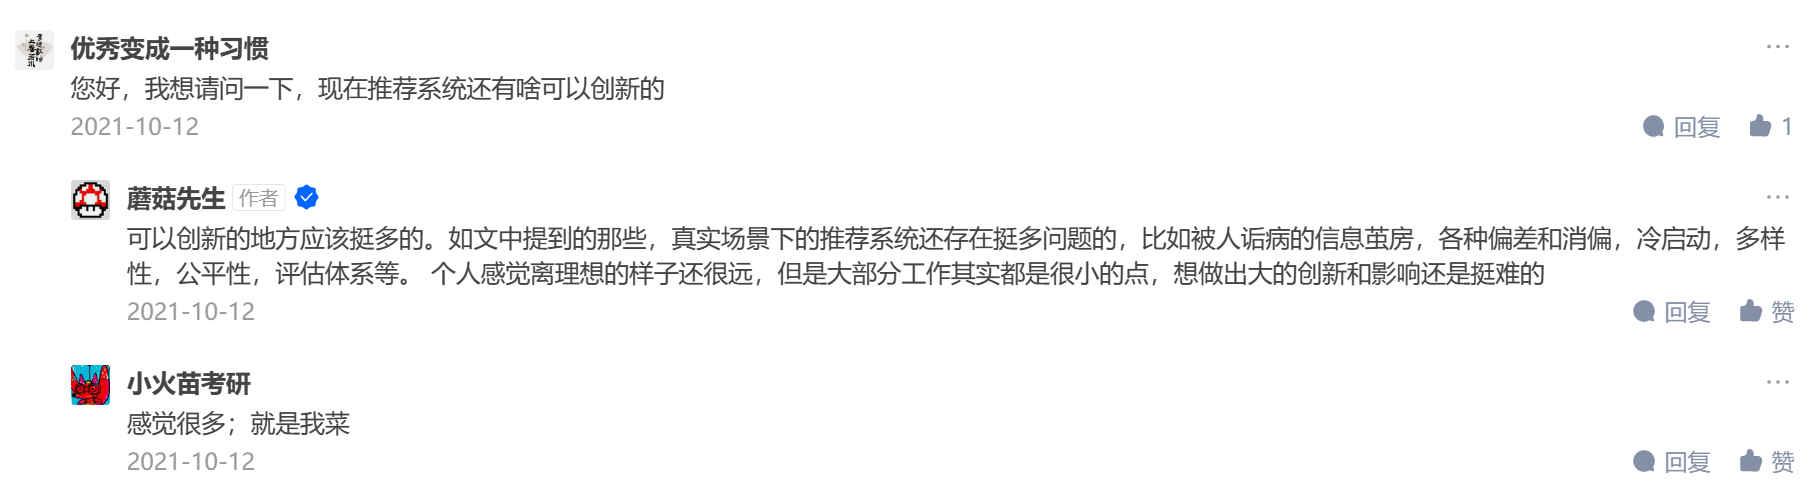 优秀变成一种习惯
您好，我想请问一下，现在推荐系统还有啥可以创新的
2021-10-12
回复 1
蘑菇先生 作者
可以创新的地方应该挺多的。如文中提到的那些，真实场景下的推荐系统还存在挺多问题的，比如被人诟病的信息茧房，各种偏差和消偏，冷启动，多样
性，公平性，评估体系等。 个人感觉离理想的样子还很远，但是大部分工作其实都是很小的点，想做出大的创新和影响还是挺难的
2021-10-12
回复 赞
小火苗考研
感觉很多；就是我菜
2021-10-12
回复 赞